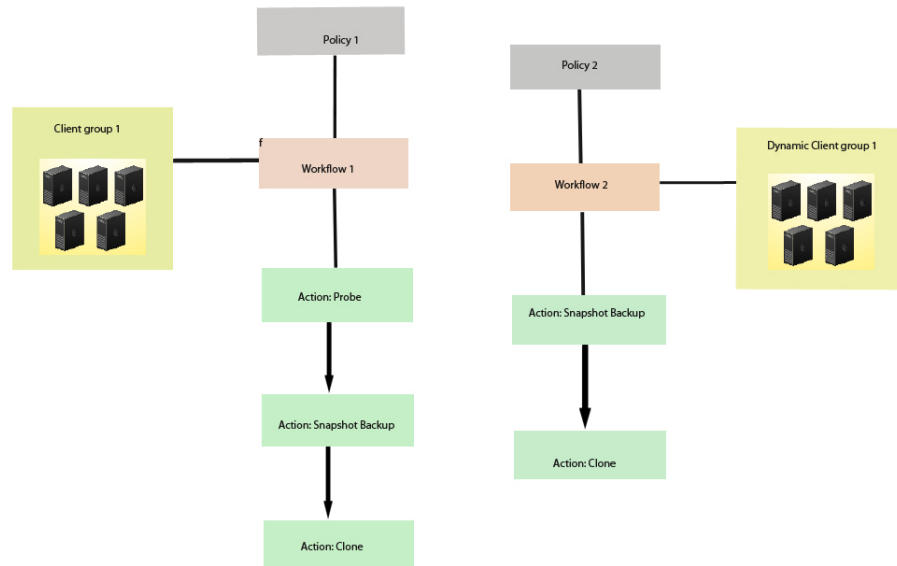 Policy 1
Client group 1
f
Workflow 1
Action: Probe
Action: Snapshot Backup
Action: Clone
Policy 2
Dynamic Client group 1
Workflow 2
Action: Snapshot Backup
Action: Clone